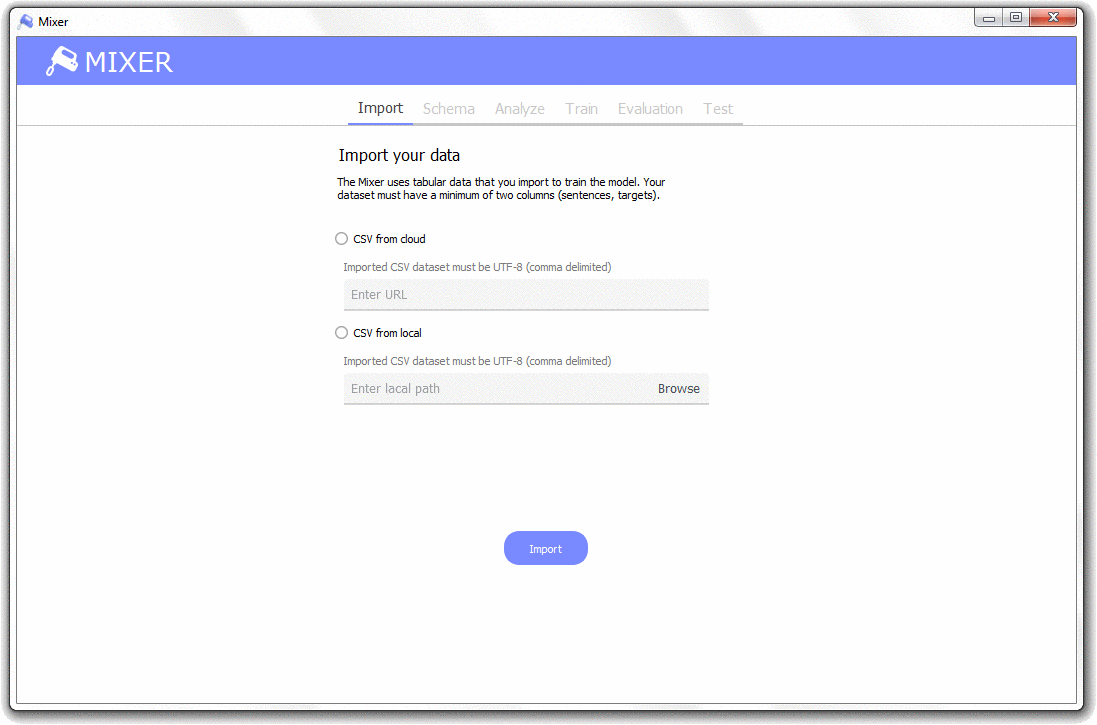 Mixer
MIXER
Import Schema Analyze Train Evaluation Test
Import your data
The Mixer uses tabular data that you import to train the model. Your
dataset must have a minimum of two columns (sentences, targets).
CSV from cloud
Imported CSV dataset must be UTF-8 (comma delimited)
Enter URL
CSV from local
Imported CSV dataset must be UTF-8 (comma delimited)
Enter lacal path Browse
Import